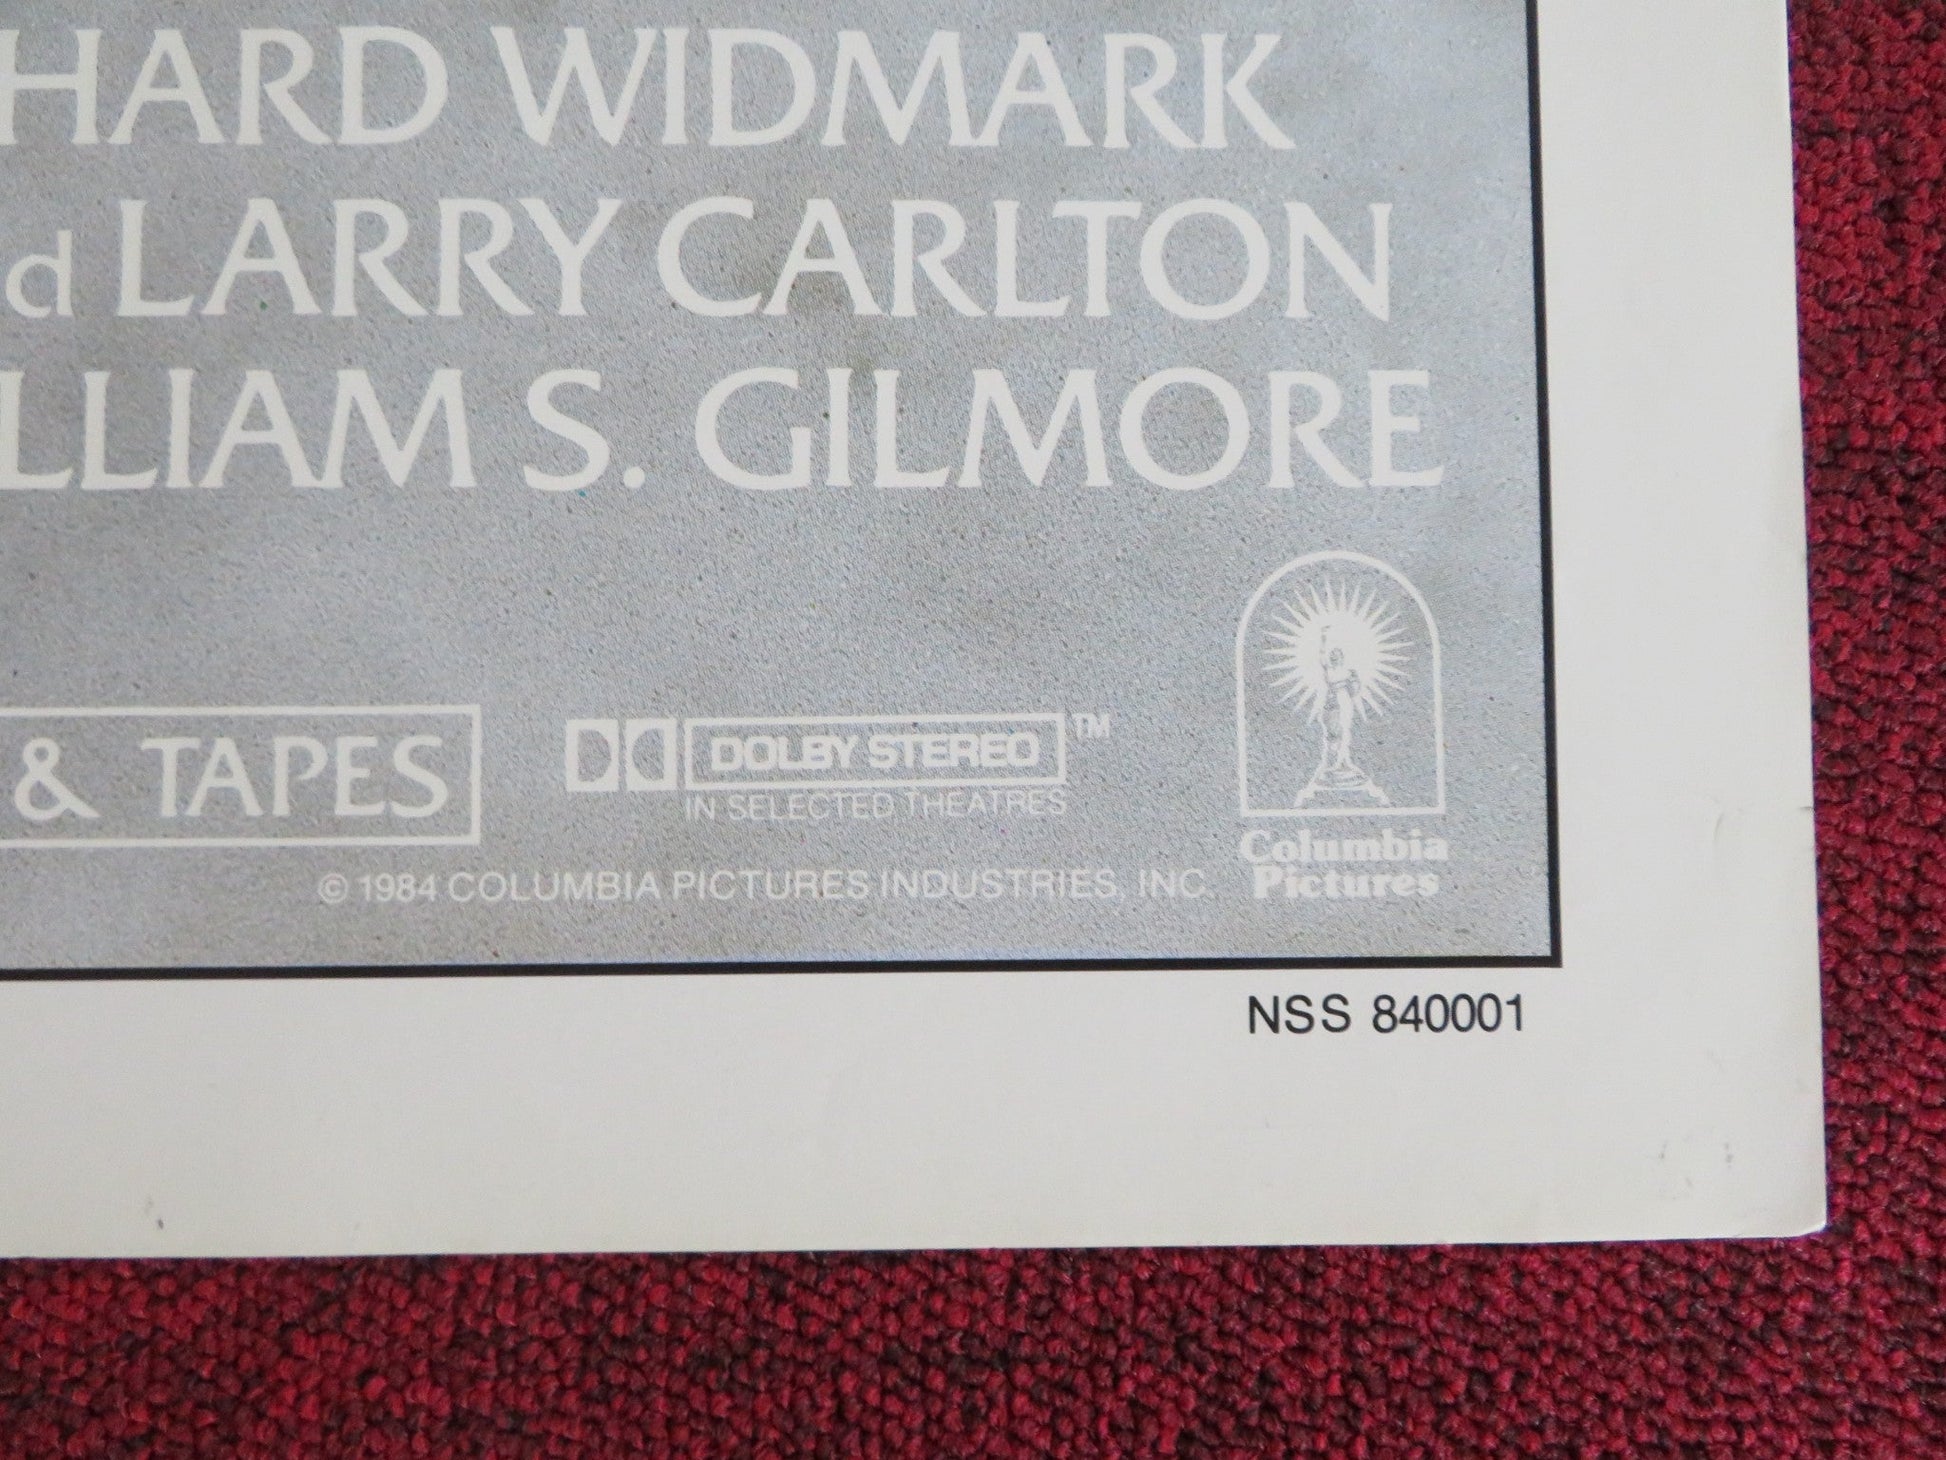 HARD WIDMARK
d LARRY CARLTON
LLIAM S. GILMORE
& TAPES
DOLBY STEREO TM
IN SELECTED THEATRES
© 1984 COLUMBIA PICTURES INDUSTRIES, INC.
Columbia
Pictures
NSS 840001